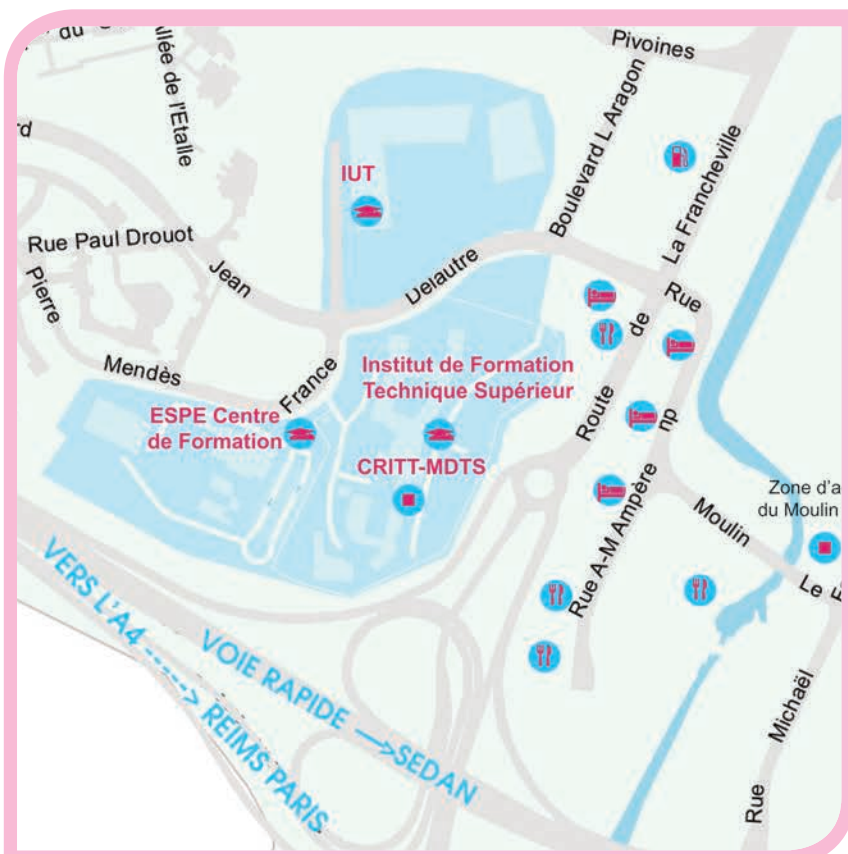 du
Allée de l'Etalle
Pivoines
Boulevard L Aragon
La Francheville
IUT
Rue Paul Drouot
Jean
Delautre
Rue
Pierre
de
Mendès
France
Institut de Formation
Technique Supérieur
ESPE Centre
de Formation
Route
np
CRITT-MDTS
Rue A-M Ampère
Moulin
Zone d'a
du Moulin
Le
VERS L'A4 -----> REIMS PARIS
VOIE RAPIDE → SEDAN
Rue
Michaël